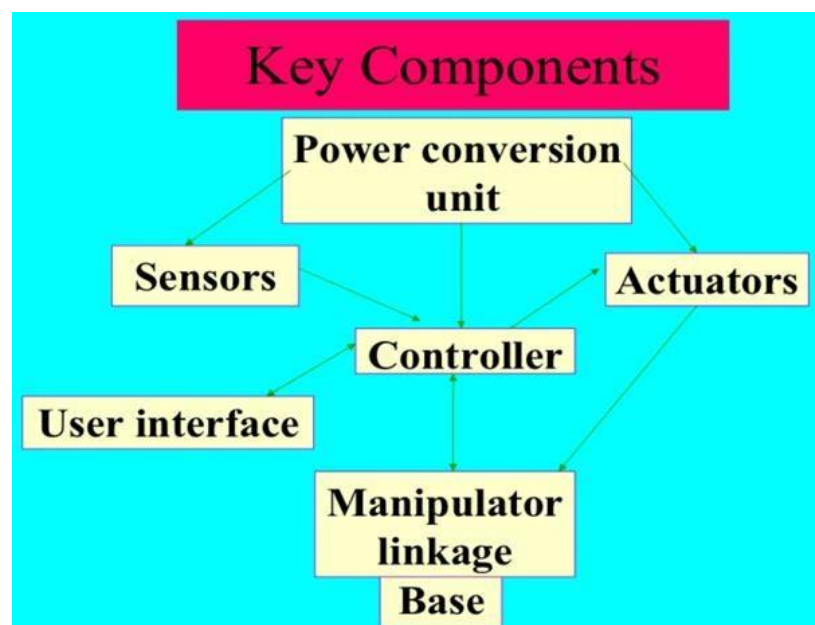 Key Components
Power conversion
unit
Sensors
Actuators
Controller
User interface
Manipulator
linkage
Base